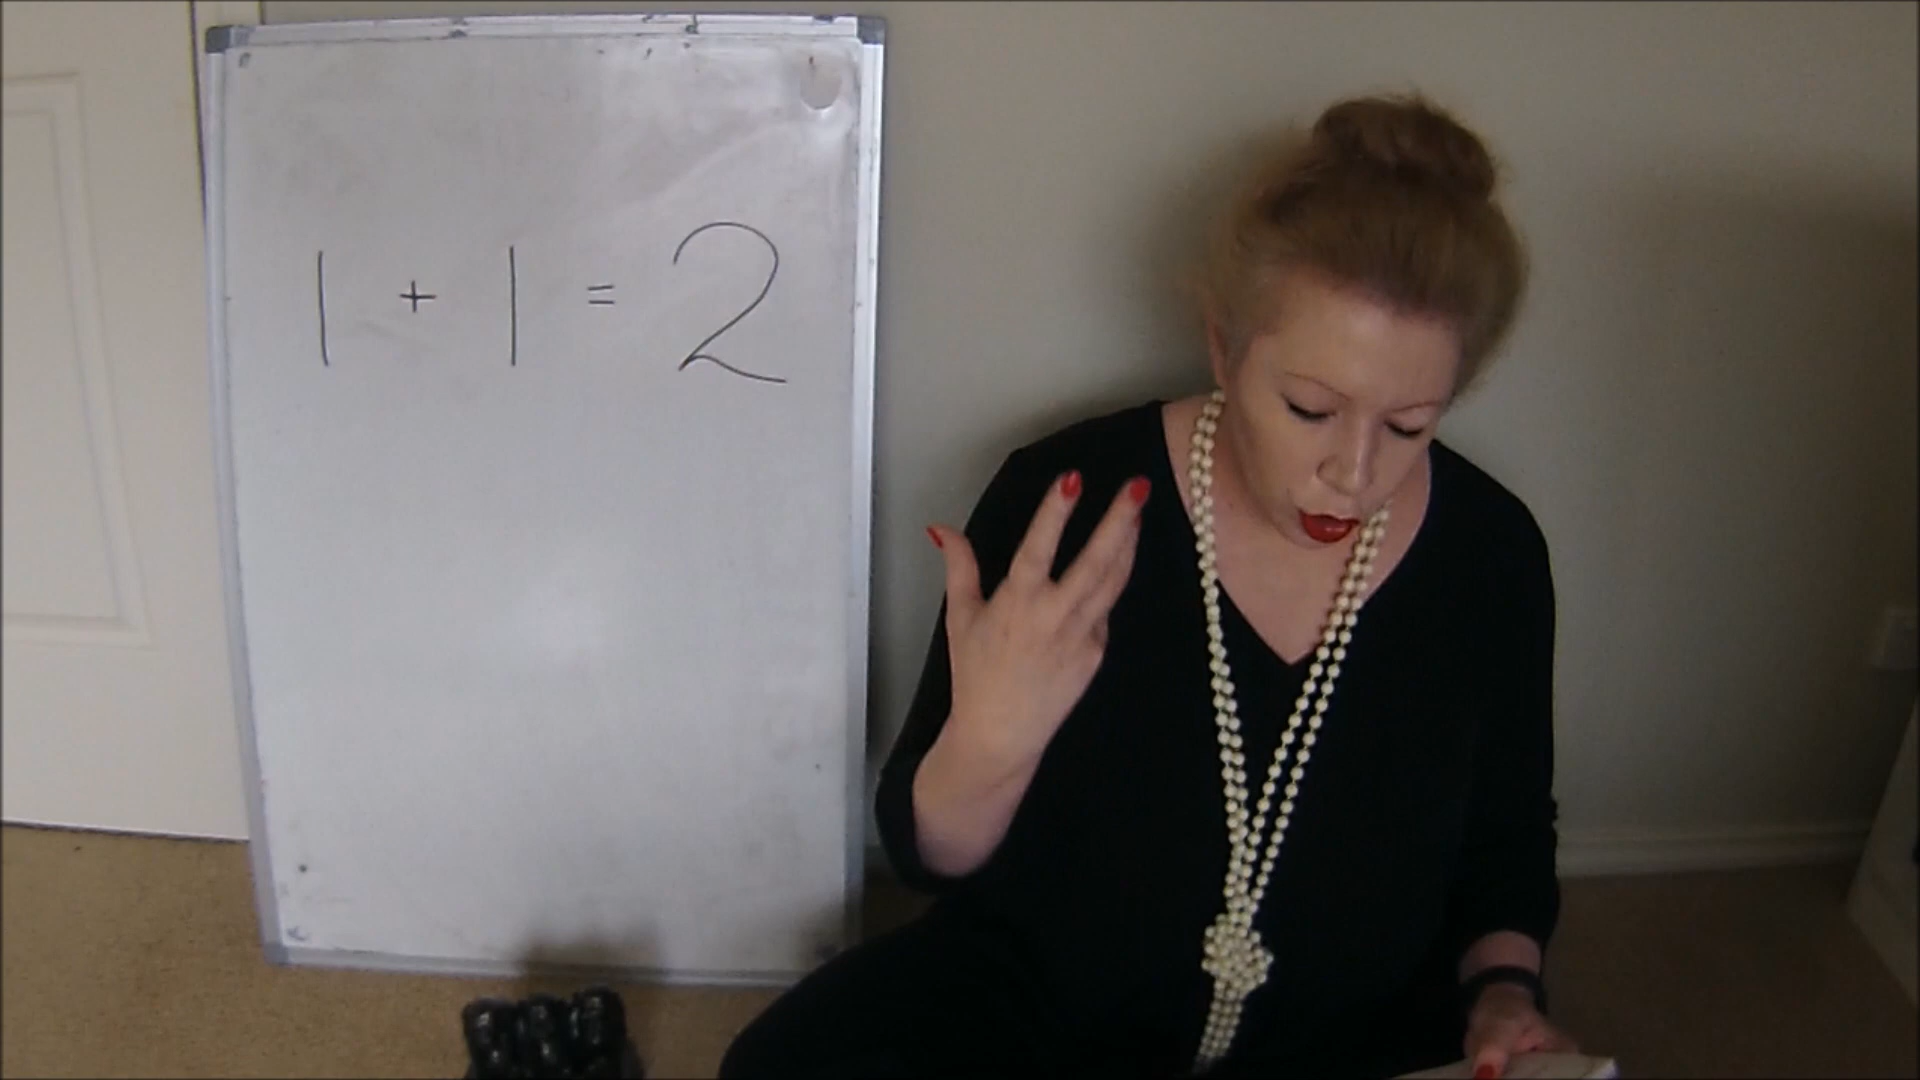 1 + 1 = 2